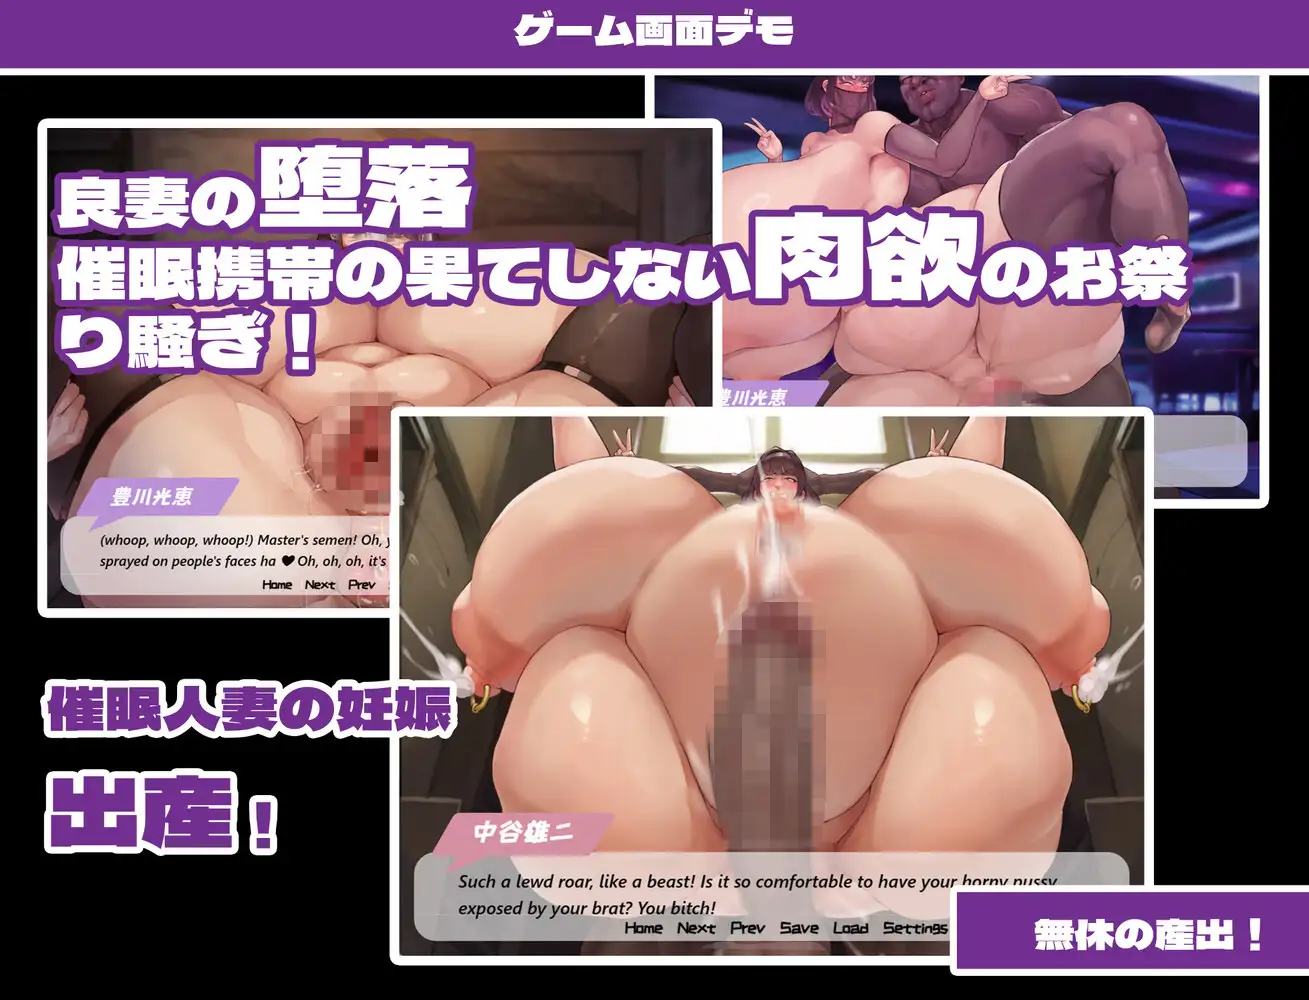 ゲーム画面デモ
良妻の堕落
催眠携帯の果てしない肉欲のお祭
り騒ぎ！
豊川光恵
豊川光恵
(whoop, whoop, whoop!) Master's semen! Oh,
sprayed on people's faces ha ♥ Oh, oh, oh, it's
Home Next Prev
催眠人妻の妊娠
出産！
中谷雄二
Such a lewd roar, like a beast! Is it so comfortable to have your horny pussy
exposed by your brat? You bitch!
Home Next Prev Save Load Settings
無休の産出！